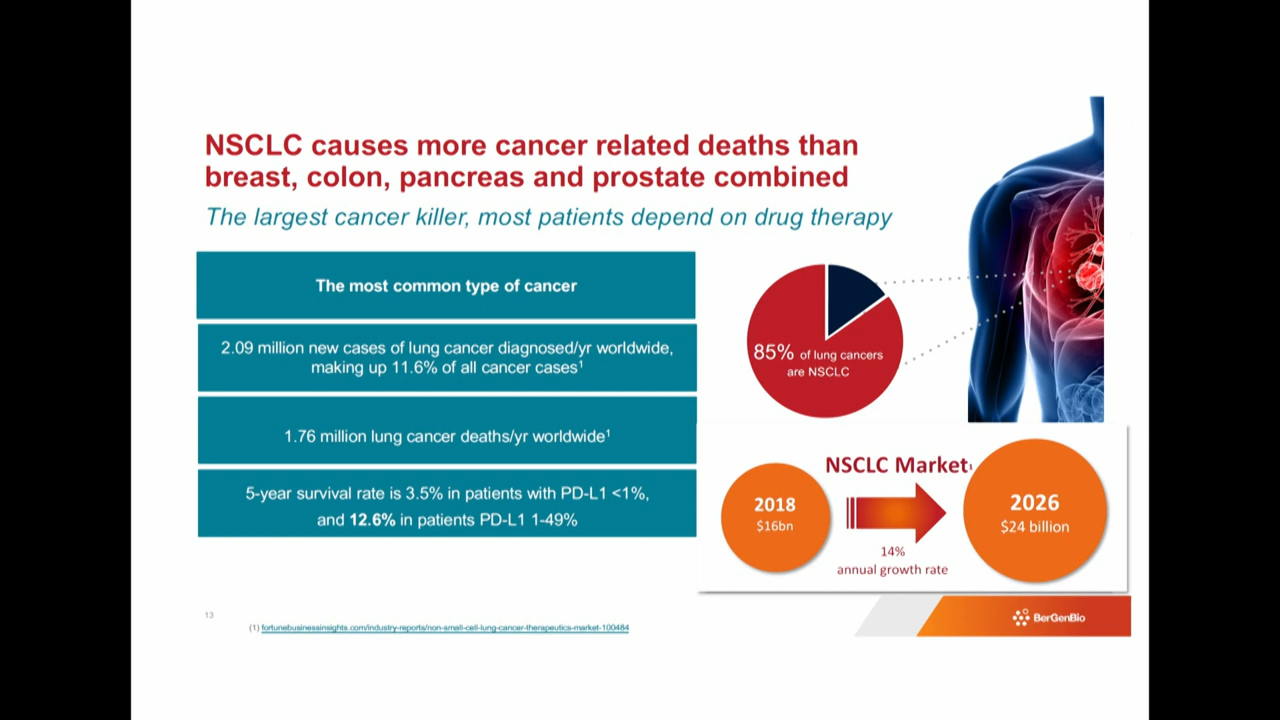 NSCLC causes more cancer related deaths than
breast, colon, pancreas and prostate combined
The largest cancer killer, most patients depend on drug therapy
The most common type of cancer
2.09 million new cases of lung cancer diagnosed/yr worldwide,
making up 11.6% of all cancer cases¹
1.76 million lung cancer deaths/yr worldwide¹
5-year survival rate is 3.5% in patients with PD-L1 <1%,
and 12.6% in patients PD-L1 1-49%
85% of lung cancers
are NSCLC
NSCLC Market¹
2018
$16bn
14%
annual growth rate
2026
$24 billion
13
(1) fortunebusinessinsights.com/industry-reports/non-small-cell-lung-cancer-therapeutics-market-100484
BerGenBio